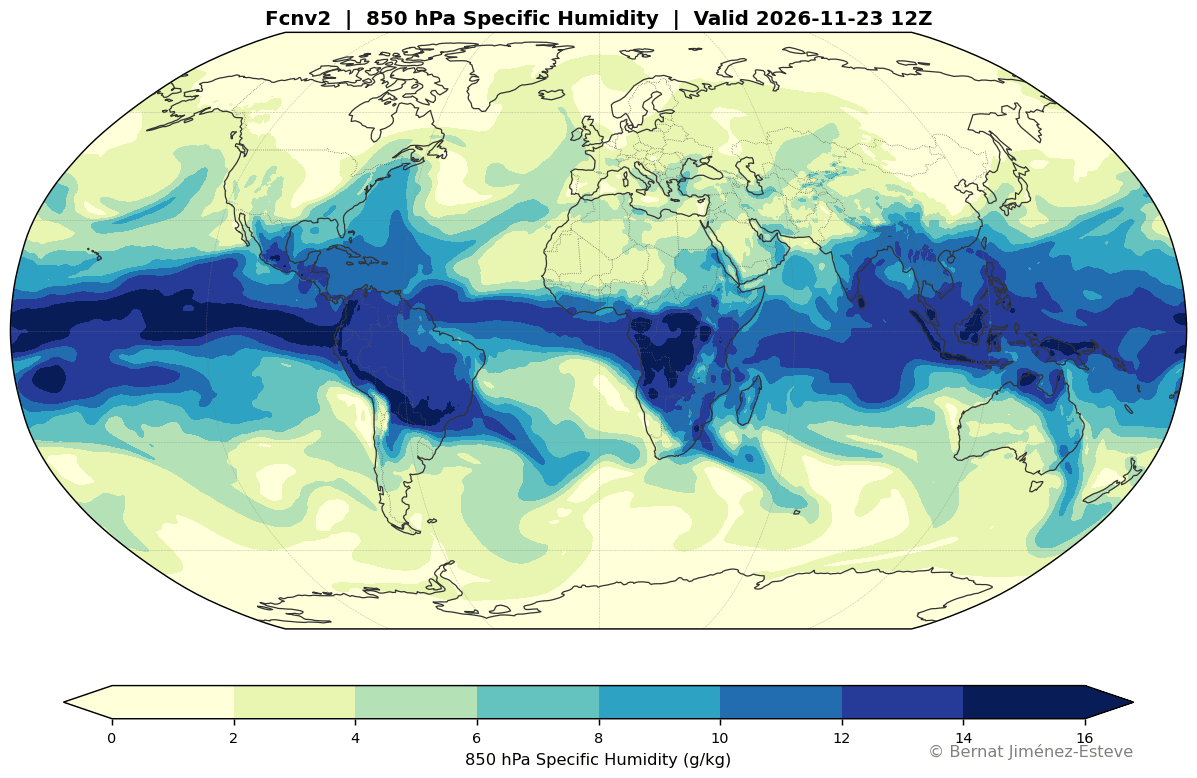 Fcnv2 | 850 hPa Specific Humidity | Valid 2026-11-23 12Z
0 2 4 6 8 10 12 14 16
850 hPa Specific Humidity (g/kg)
© Bernat Jiménez-Esteve